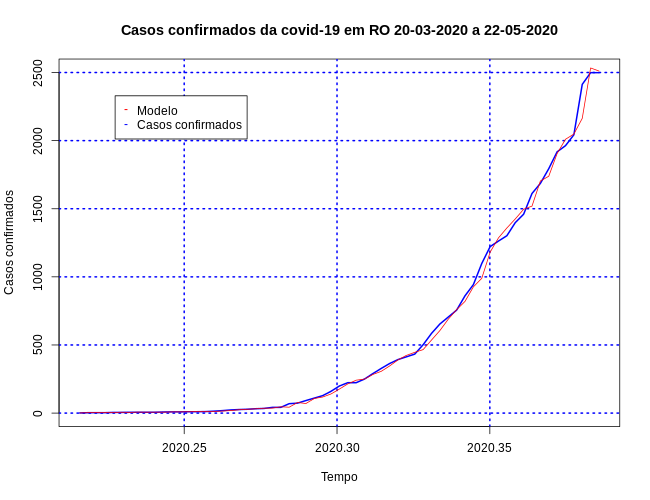 Casos confirmados da covid-19 em RO 20-03-2020 a 22-05-2020
Casos confirmados
2500
2000
1500
1000
500
0
- Modelo
- Casos confirmados
2020.25 2020.30 2020.35
Tempo